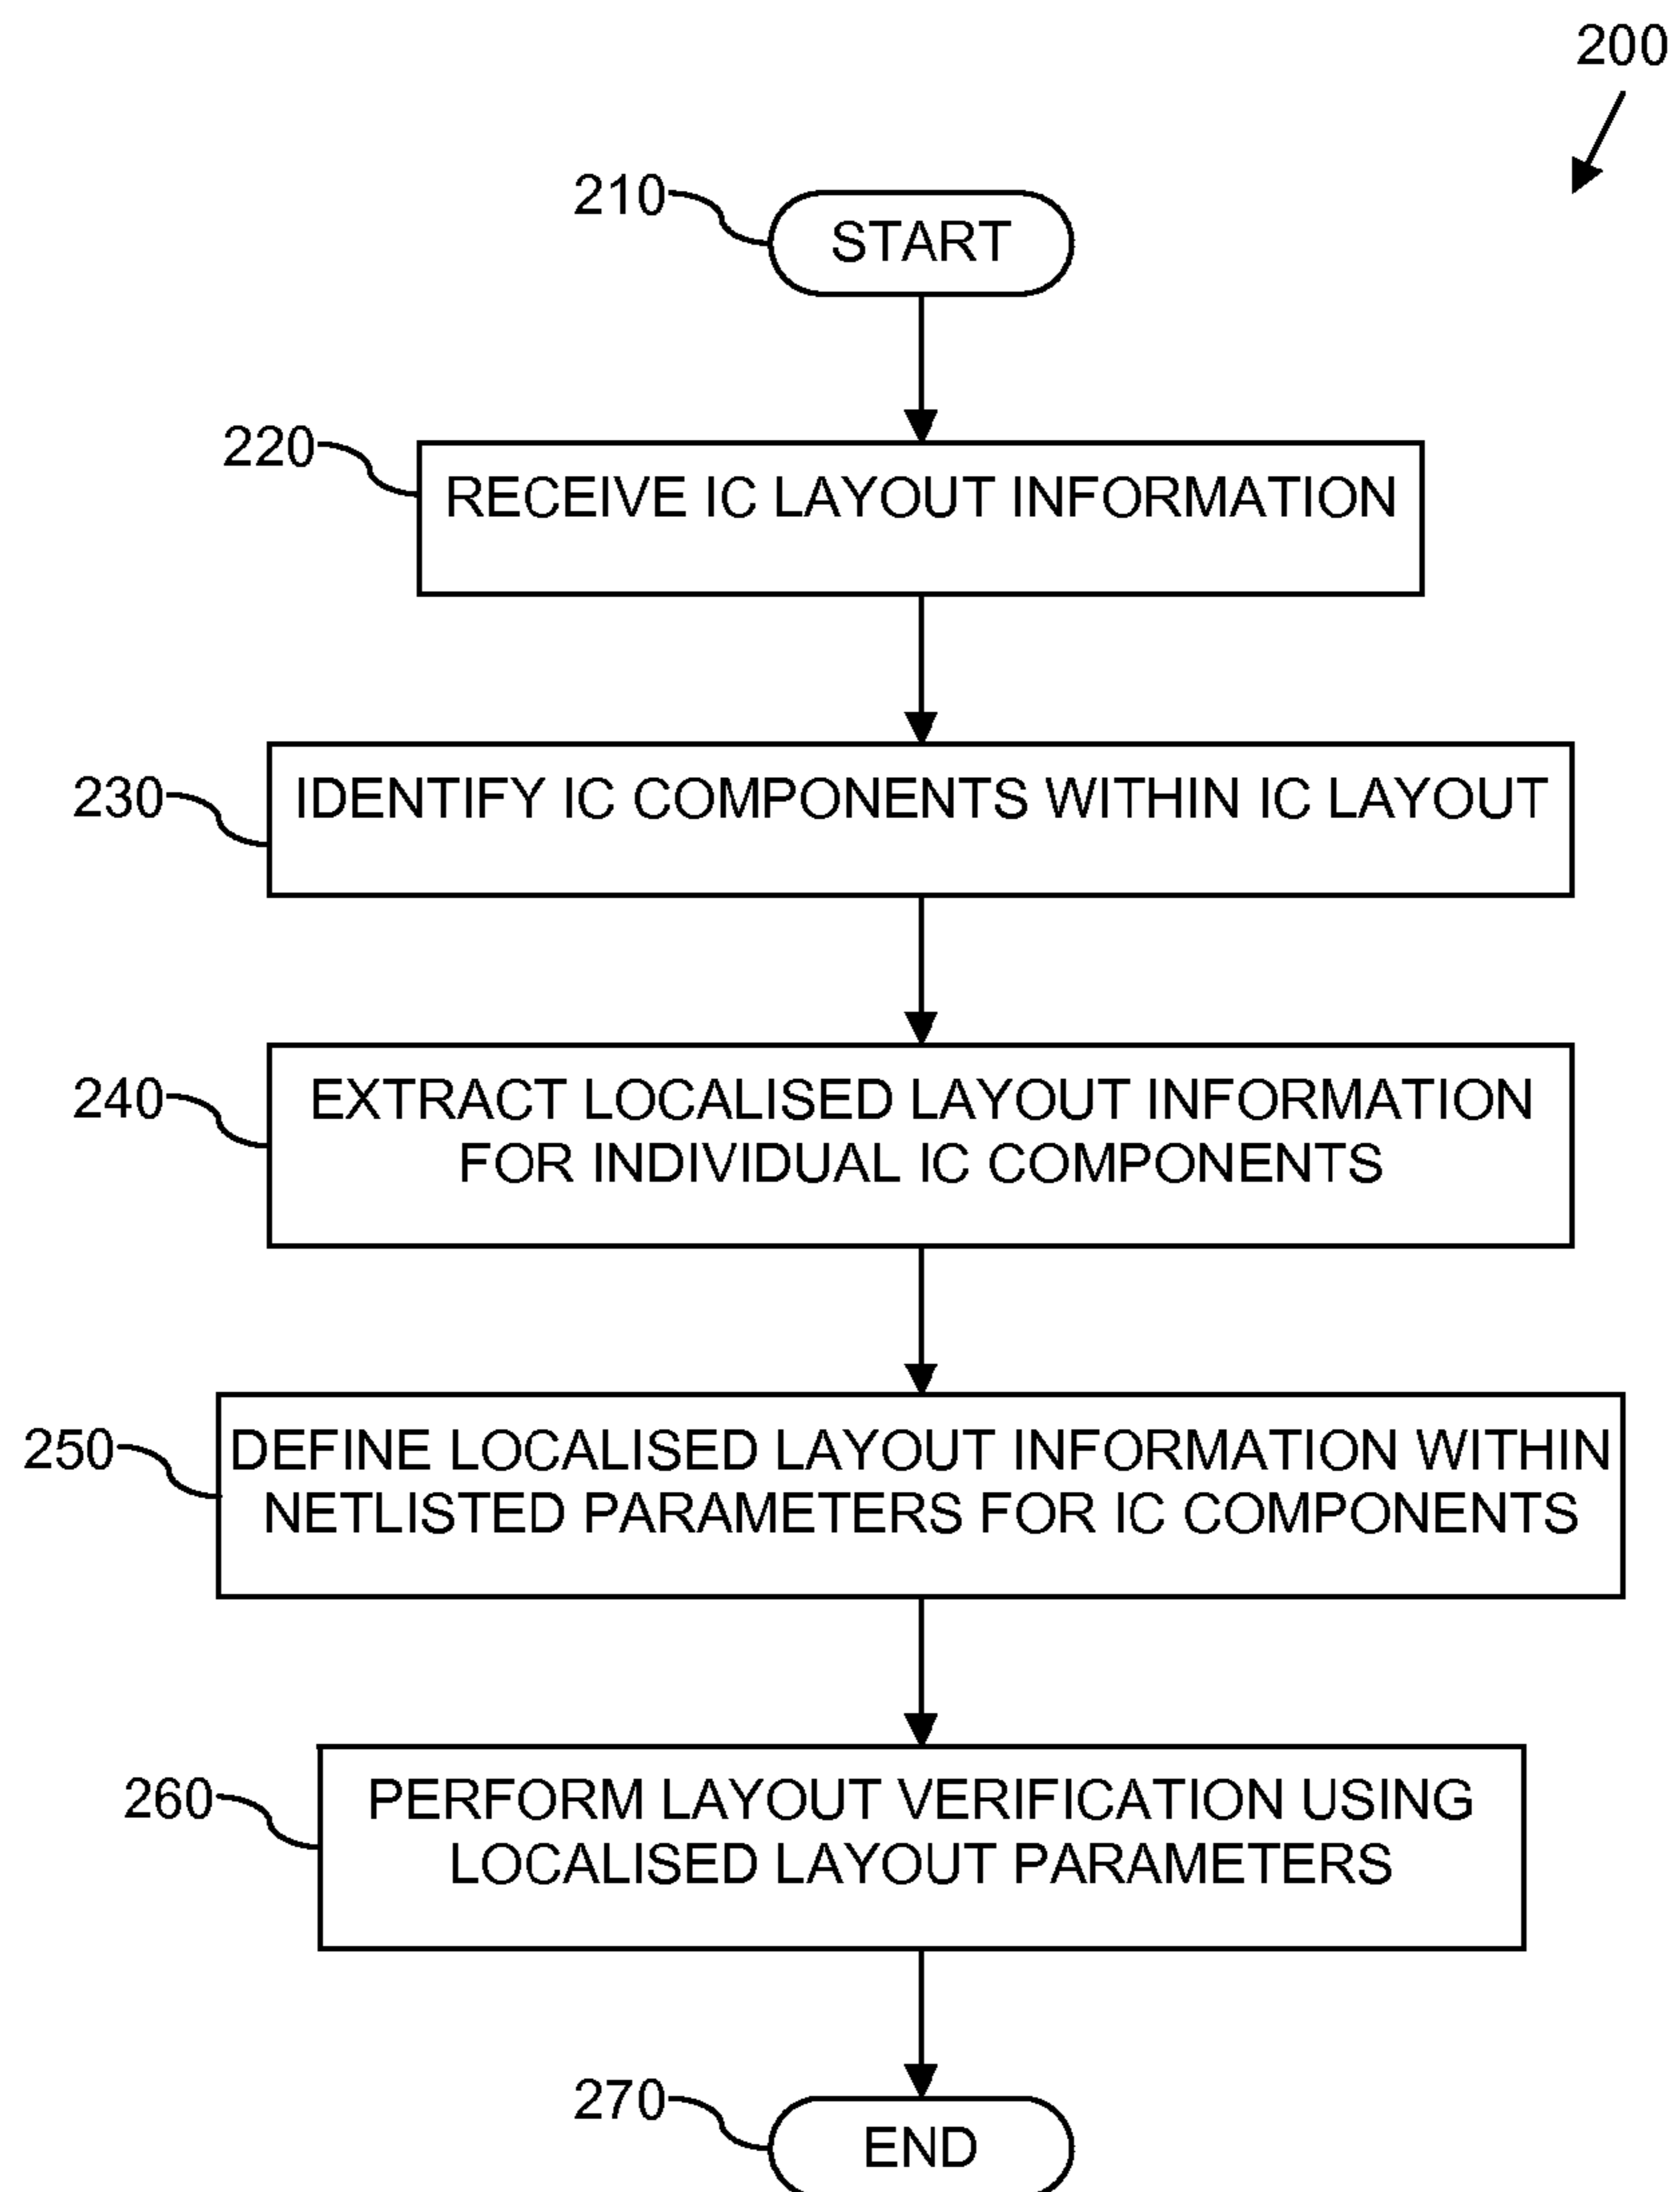 200
210
START
220
RECEIVE IC LAYOUT INFORMATION
230
IDENTIFY IC COMPONENTS WITHIN IC LAYOUT
240
EXTRACT LOCALISED LAYOUT INFORMATION
FOR INDIVIDUAL IC COMPONENTS
250
DEFINE LOCALISED LAYOUT INFORMATION WITHIN
NETLISTED PARAMETERS FOR IC COMPONENTS
260
PERFORM LAYOUT VERIFICATION USING
LOCALISED LAYOUT PARAMETERS
270
END